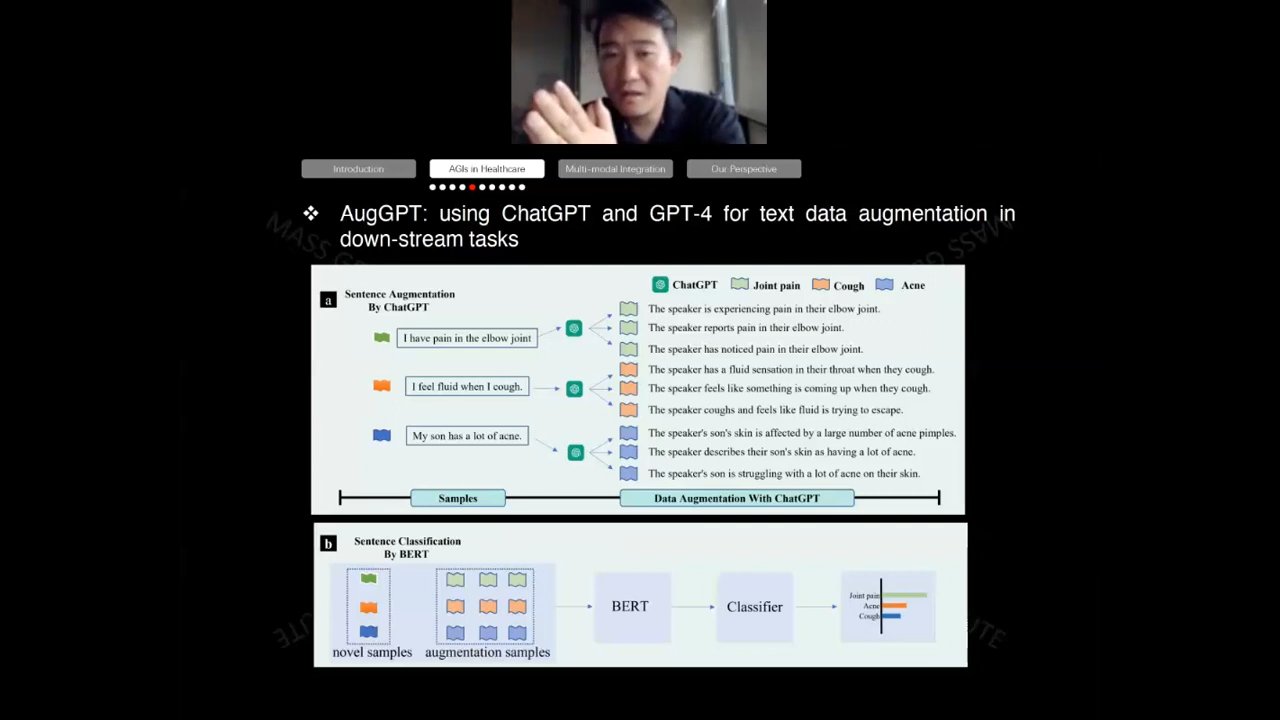 Introduction
AGIs in Healthcare
Multi-modal Integration
Our Perspective
❖ AugGPT: using ChatGPT and GPT-4 for text data augmentation in
down-stream tasks
a
Sentence Augmentation
By ChatGPT
ChatGPT
Joint pain
Cough
Acne
I have pain in the elbow joint
The speaker is experiencing pain in their elbow joint.
The speaker reports pain in their elbow joint.
The speaker has noticed pain in their elbow joint.
I feel fluid when I cough.
The speaker has a fluid sensation in their throat when they cough.
The speaker feels like something is coming up when they cough.
The speaker coughs and feels like fluid is trying to escape.
My son has a lot of acne.
The speaker's son's skin is affected by a large number of acne pimples.
The speaker describes their son's skin as having a lot of acne.
The speaker's son is struggling with a lot of acne on their skin.
Samples
Data Augmentation With ChatGPT
b
Sentence Classification
By BERT
novel samples
augmentation samples
BERT
Classifier
Joint pain
Acne
Cough